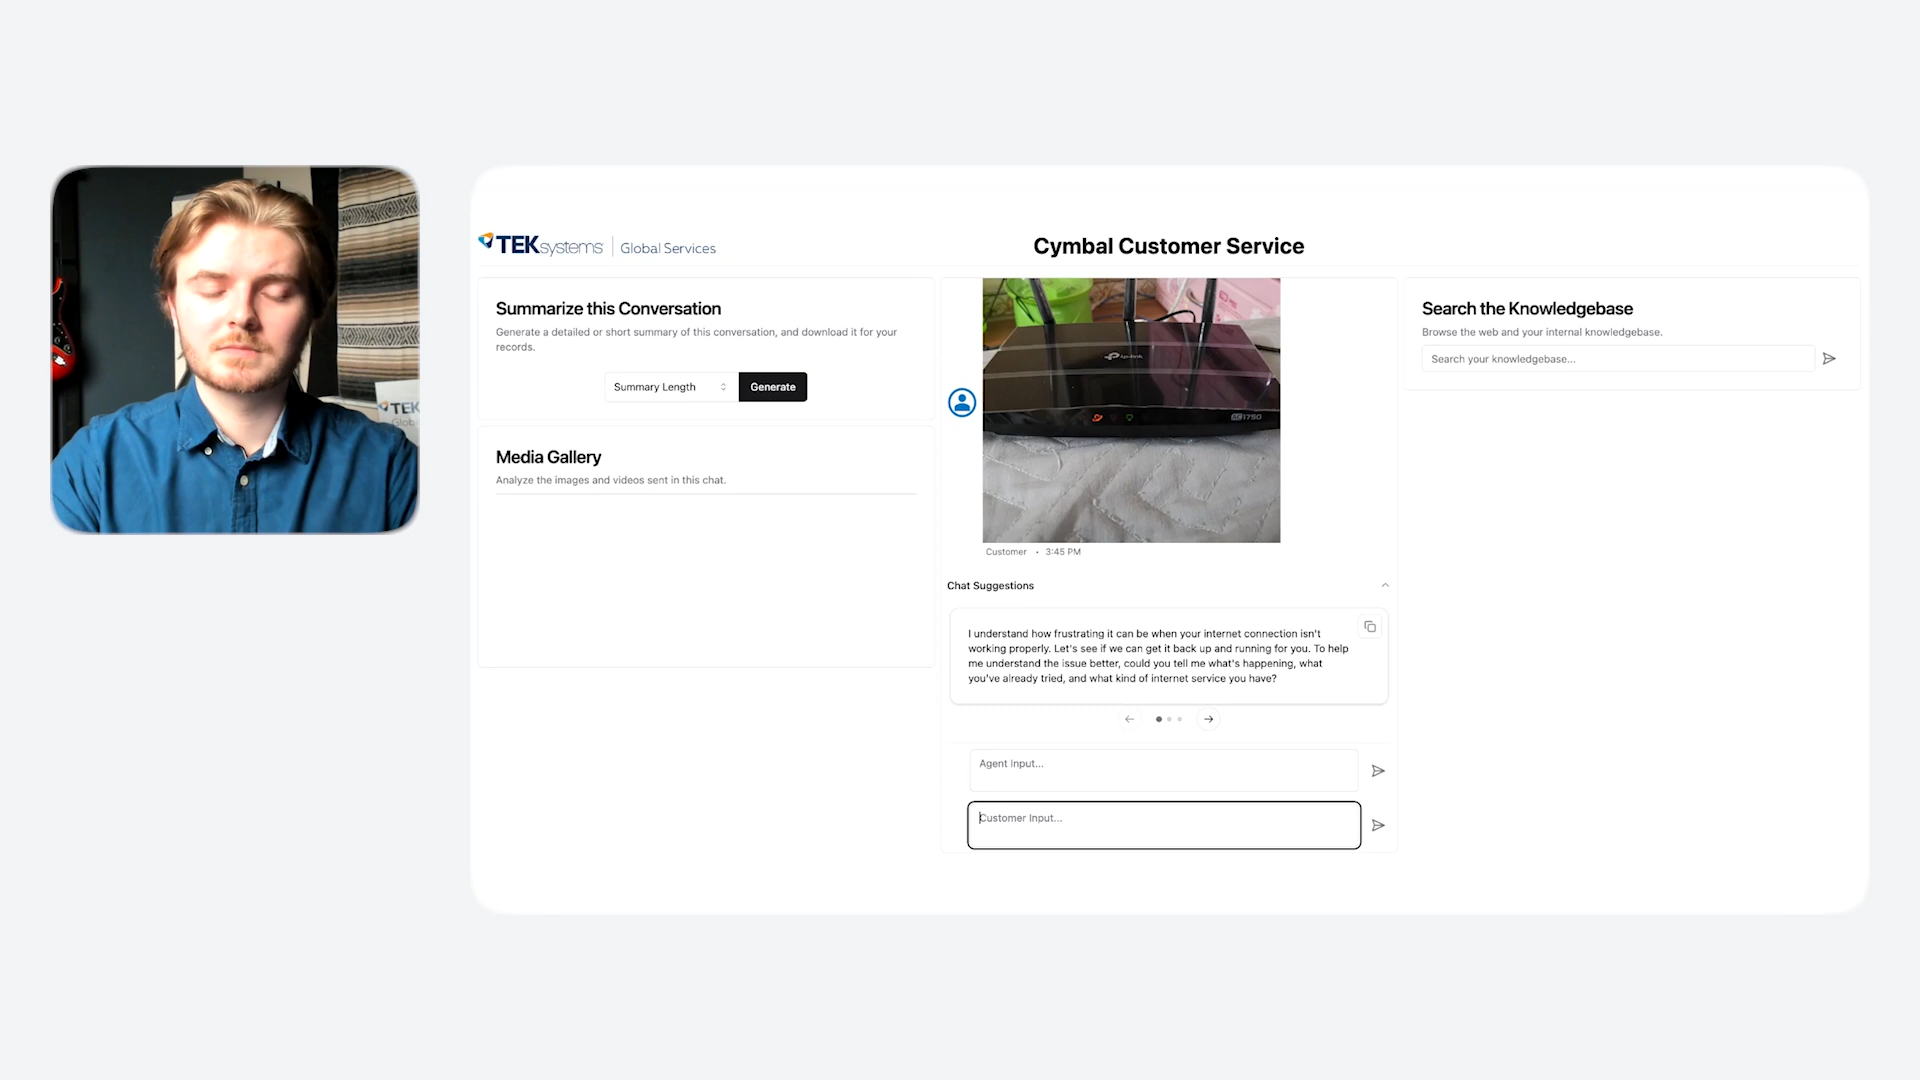 TEKsystems | Global Services
Cymbal Customer Service
Summarize this Conversation
Generate a detailed or short summary of this conversation, and download it for your
records.
Summary Length
Generate
Media Gallery
Analyze the images and videos sent in this chat.
tp-link
AC1750
Customer • 3:45 PM
Chat Suggestions
I understand how frustrating it can be when your internet connection isn't
working properly. Let's see if we can get it back up and running for you. To help
me understand the issue better, could you tell me what's happening, what
you've already tried, and what kind of internet service you have?
Agent Input...
Customer Input...
Search the Knowledgebase
Browse the web and your internal knowledgebase.
Search your knowledgebase...
TEK
Glob